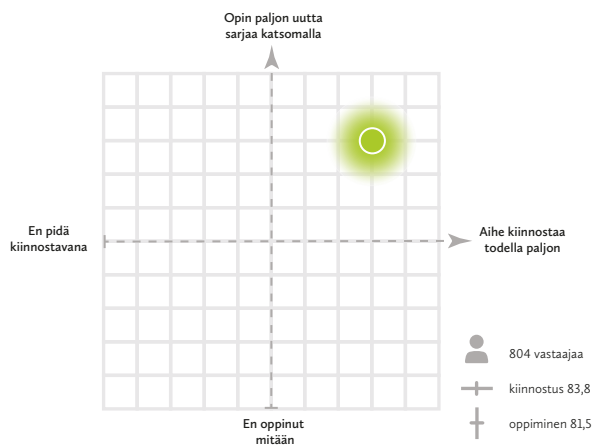 Opin paljon uutta
sarjaa katsomalla
En pidä
kiinnostavana
Aihe kiinnostaa
todella paljon
En oppinut
mitään
804 vastaajaa
kiinnostus 83,8
oppiminen 81,5